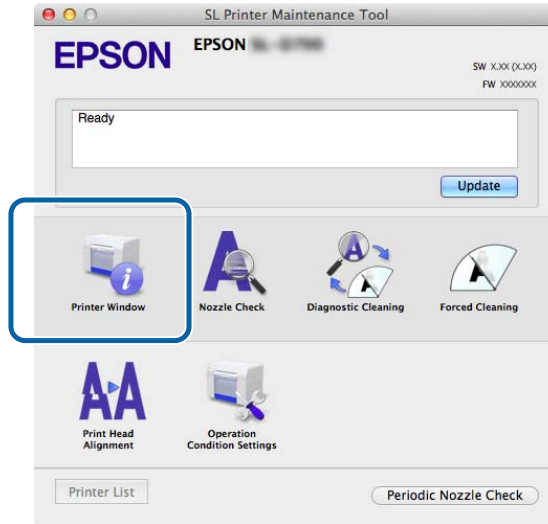 SL Printer Maintenance Tool
EPSON
EPSON
SW X.XX (X.XX)
FW XXXXXXX
Ready
Update
Printer Window
Nozzle Check
Diagnostic Cleaning
Forced Cleaning
Print Head
Alignment
Operation
Condition Settings
Printer List
Periodic Nozzle Check